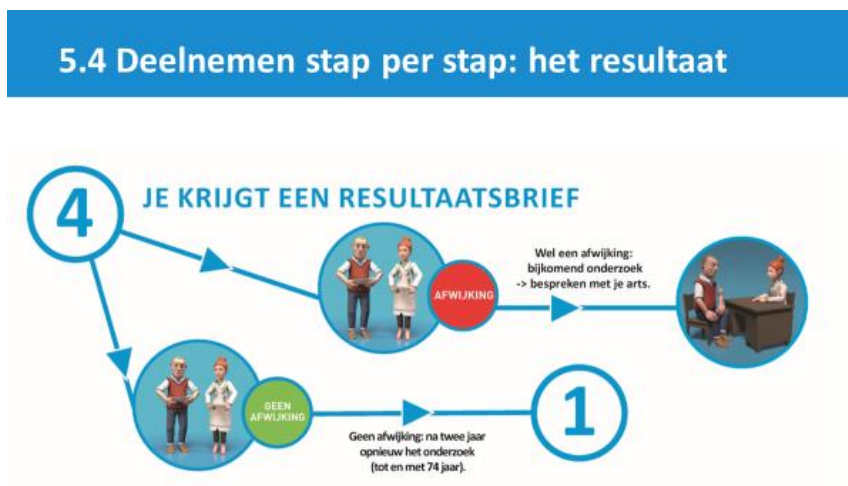 5.4 Deelnemen stap per stap: het resultaat
4
JE KRIJGT EEN RESULTAATSBRIEF
AFWIJKING
Wel een afwijking:
bijkomend onderzoek
-> bespreken met je arts.
GEEN
AFWIJKING
1
Geen afwijking: na twee jaar
opnieuw het onderzoek
(tot en met 74 jaar).